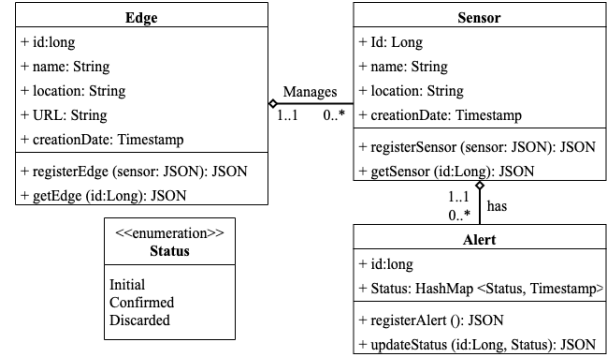 Edge
+ id:long
+ name: String
+ location: String
+ URL: String
+ creationDate: Timestamp
+ registerEdge (sensor: JSON): JSON
+ getEdge (id:Long): JSON
Manages
1..1 0..*
Sensor
+ Id: Long
+ name: String
+ location: String
+ creationDate: Timestamp
+ registerSensor (sensor: JSON): JSON
+ getSensor (id:Long): JSON
1..1
0..*
has
<<enumeration>>
Status
Initial
Confirmed
Discarded
Alert
+ id:long
+ Status: HashMap <Status, Timestamp>
+ registerAlert (): JSON
+ updateStatus (id:Long, Status): JSON